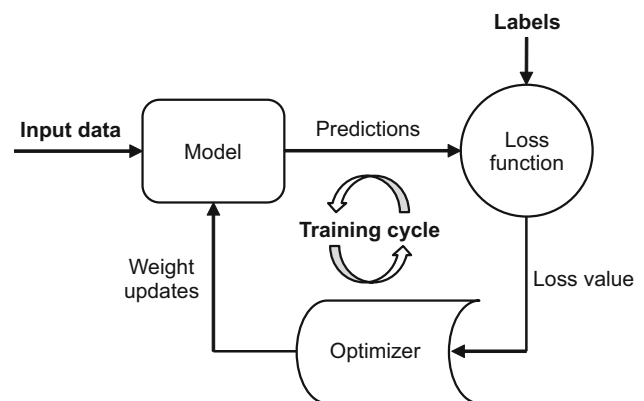 Labels
Input data
Model
Predictions
Loss
function
Training cycle
Weight
updates
Loss value
Optimizer